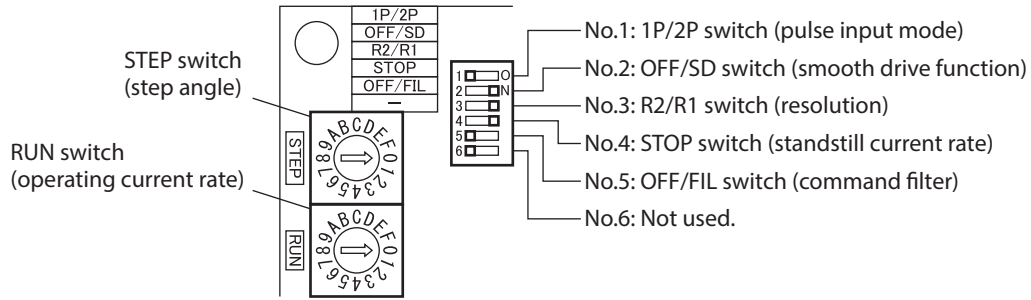 1P/2P
OFF/SD
R2/R1
STOP
OFF/FIL
−
STEP switch
(step angle)
RUN switch
(operating current rate)
STEP
0123456789ABCDEF
RUN
0123456789ABCDEF
1 O
2 N
3
4
5
6
No.1: 1P/2P switch (pulse input mode)
No.2: OFF/SD switch (smooth drive function)
No.3: R2/R1 switch (resolution)
No.4: STOP switch (standstill current rate)
No.5: OFF/FIL switch (command filter)
No.6: Not used.